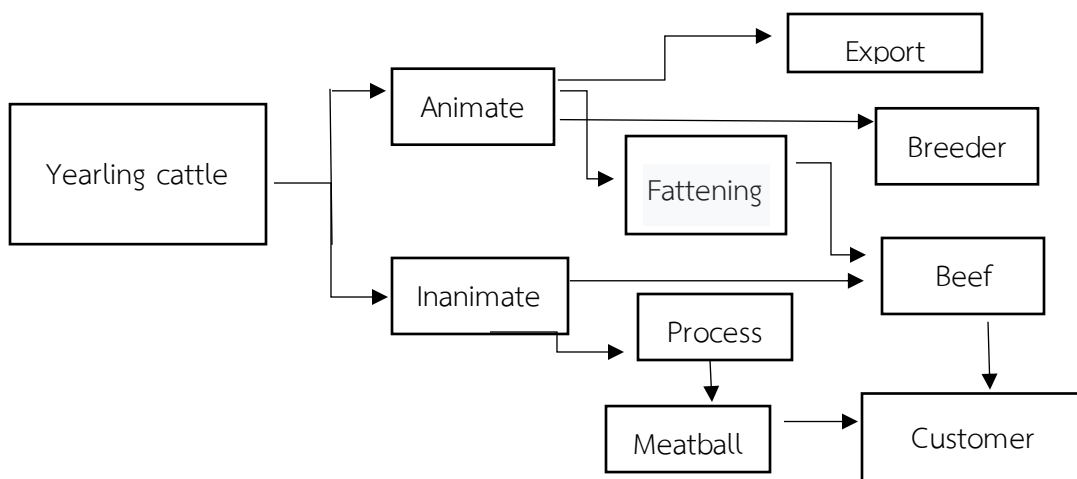 Export
Animate
Yearling cattle
Breeder
Fattening
Beef
Inanimate
Process
Meatball
Customer